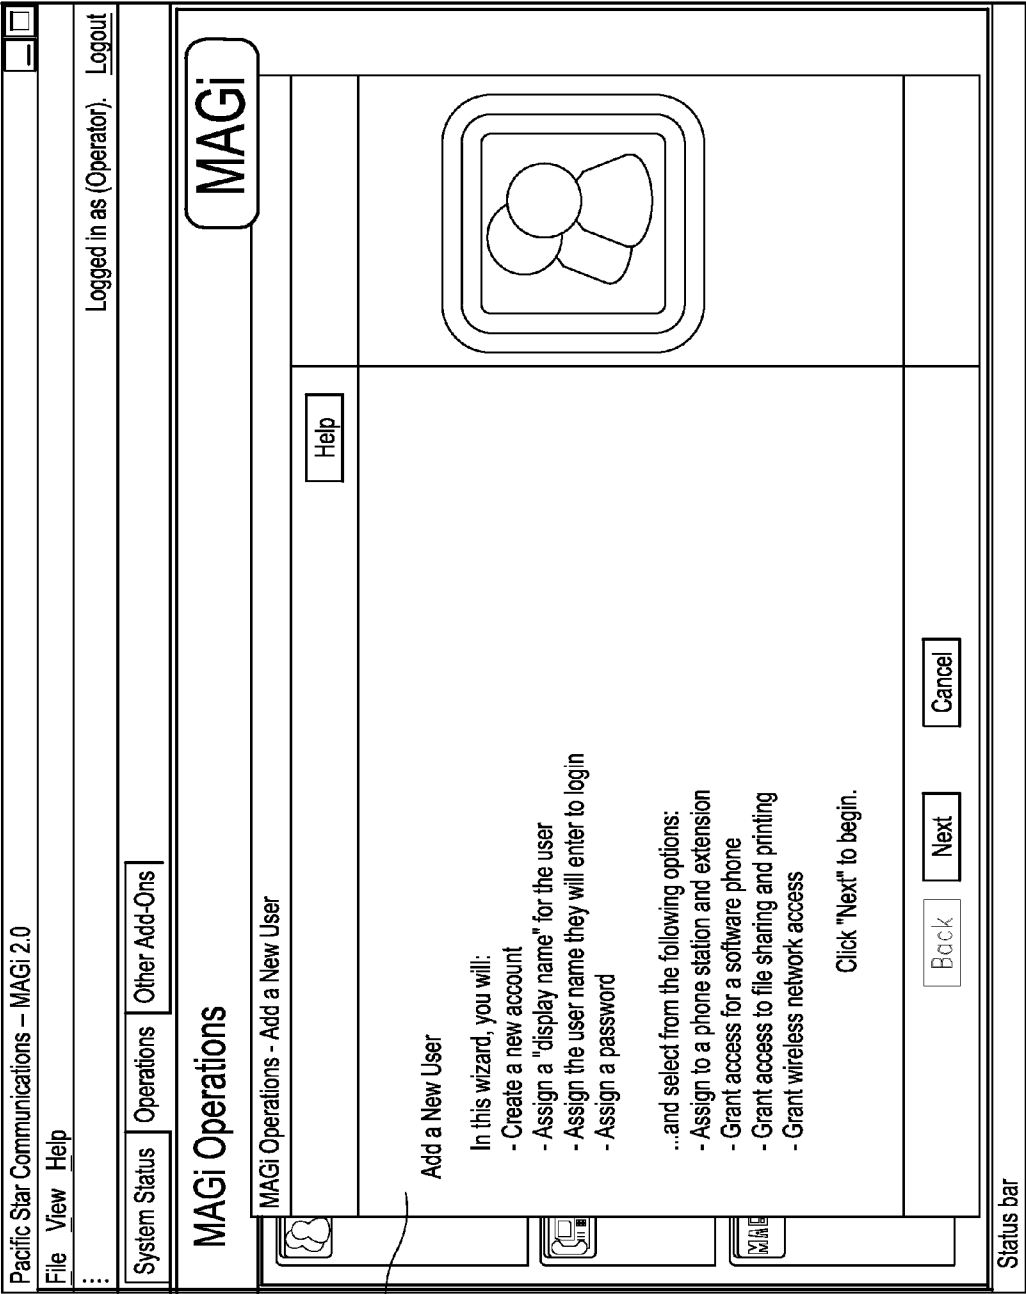 Pacific Star Communications – MAGi 2.0
File View Help
Logged in as (Operator). Logout
System Status Operations Other Add-Ons
MAGi Operations
MAGi
MAGi Operations - Add a New User
Help
Add a New User
In this wizard, you will:
- Create a new account
- Assign a "display name" for the user
- Assign the user name they will enter to login
- Assign a password
...and select from the following options:
- Assign to a phone station and extension
- Grant access for a software phone
- Grant access to file sharing and printing
- Grant wireless network access
Click "Next" to begin.
Back Next Cancel
Status bar